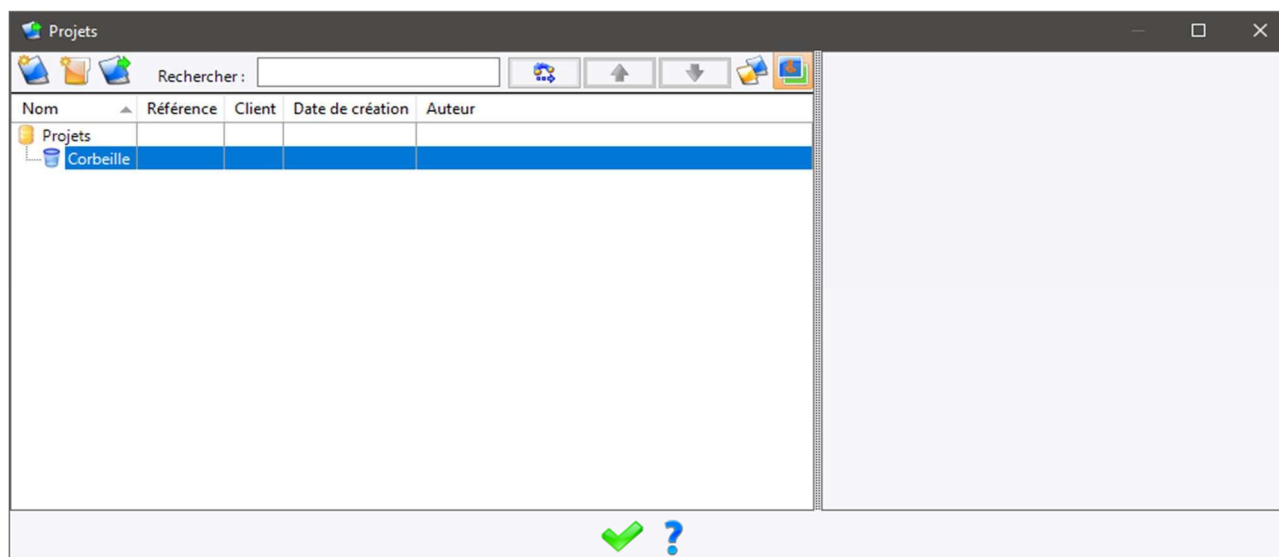 Projets
Rechercher :
Nom Référence Client Date de création Auteur
Projets
Corbeille